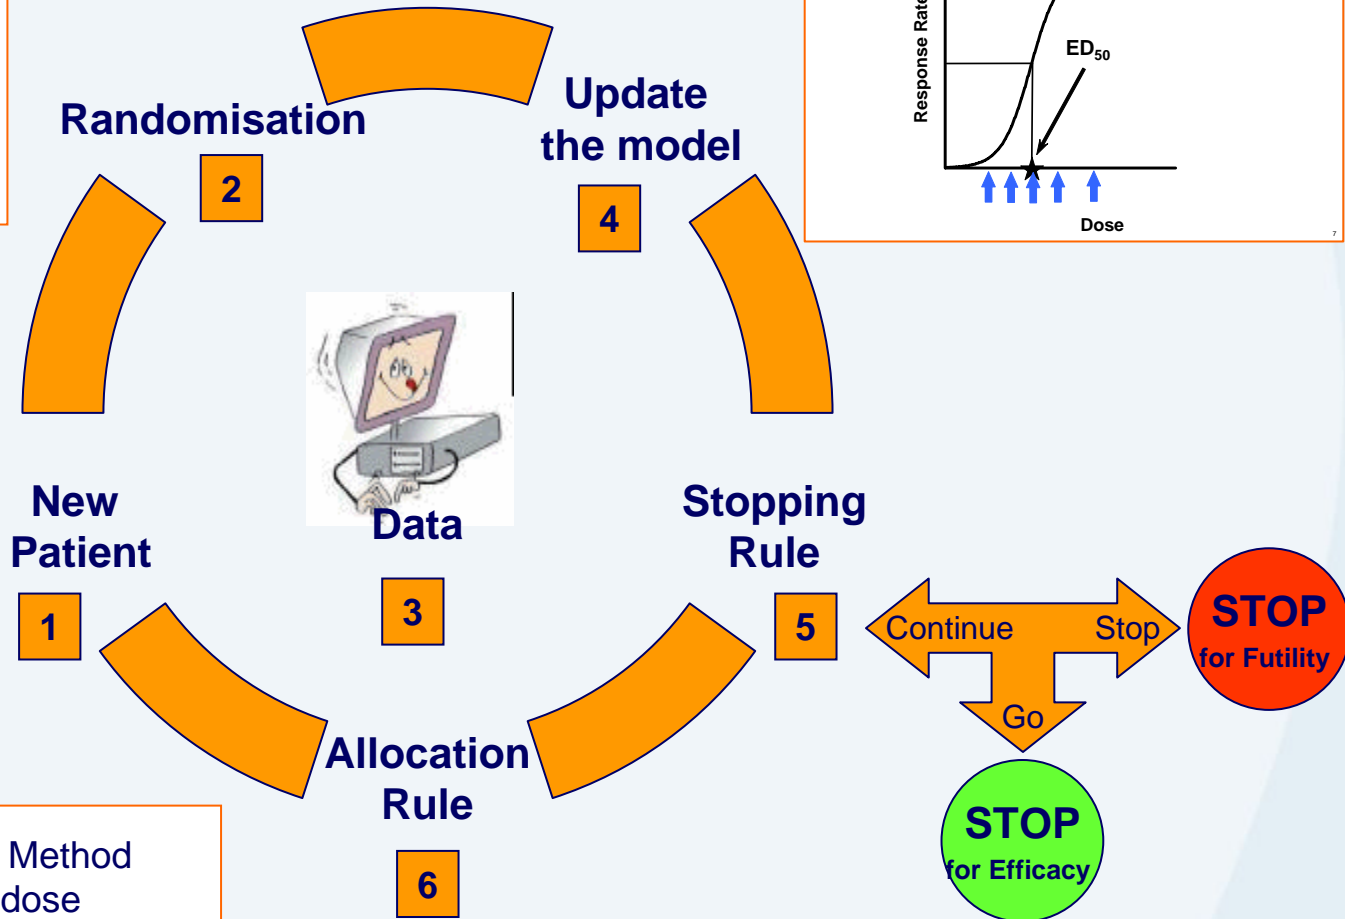 Response Rate
ED50
Dose
7
Randomisation
2
Update
the model
4
New
Patient
1
Data
3
Stopping
Rule
5
Continue
Stop
Go
STOP
for Futility
STOP
for Efficacy
Allocation
Rule
6
Method
dose